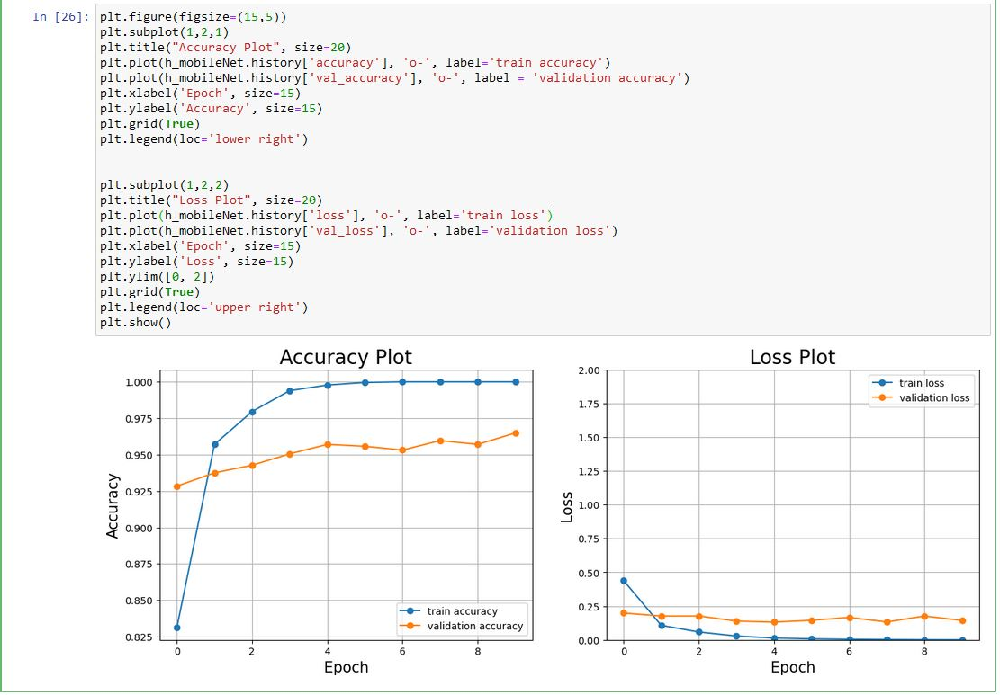 In [26]:
plt.figure(figsize=(15,5))
plt.subplot(1,2,1)
plt.title("Accuracy Plot", size=20)
plt.plot(h_mobileNet.history['accuracy'], 'o-', label='train accuracy')
plt.plot(h_mobileNet.history['val_accuracy'], 'o-', label = 'validation accuracy')
plt.xlabel('Epoch', size=15)
plt.ylabel('Accuracy', size=15)
plt.grid(True)
plt.legend(loc='lower right')
plt.subplot(1,2,2)
plt.title("Loss Plot", size=20)
plt.plot(h_mobileNet.history['loss'], 'o-', label='train loss')
plt.plot(h_mobileNet.history['val_loss'], 'o-', label='validation loss')
plt.xlabel('Epoch', size=15)
plt.ylabel('Loss', size=15)
plt.ylim([0, 2])
plt.grid(True)
plt.legend(loc='upper right')
plt.show()
Accuracy Plot
1.000
0.975
0.950
0.925
0.900
0.875
0.850
0.825
Accuracy
train accuracy
validation accuracy
0 2 4 6 8
Epoch
Loss Plot
2.00
1.75
1.50
1.25
1.00
0.75
0.50
0.25
0.00
Loss
train loss
validation loss
0 2 4 6 8
Epoch